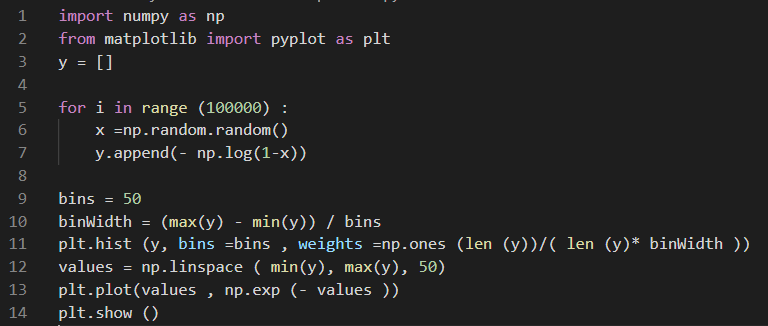 1 import numpy as np
2 from matplotlib import pyplot as plt
3 y = []
4
5 for i in range (100000) :
6     x =np.random.random()
7     y.append(- np.log(1-x))
8
9 bins = 50
10 binWidth = (max(y) - min(y)) / bins
11 plt.hist (y, bins =bins , weights =np.ones (len (y))/( len (y)* binWidth ))
12 values = np.linspace ( min(y), max(y), 50)
13 plt.plot(values , np.exp (- values ))
14 plt.show ()